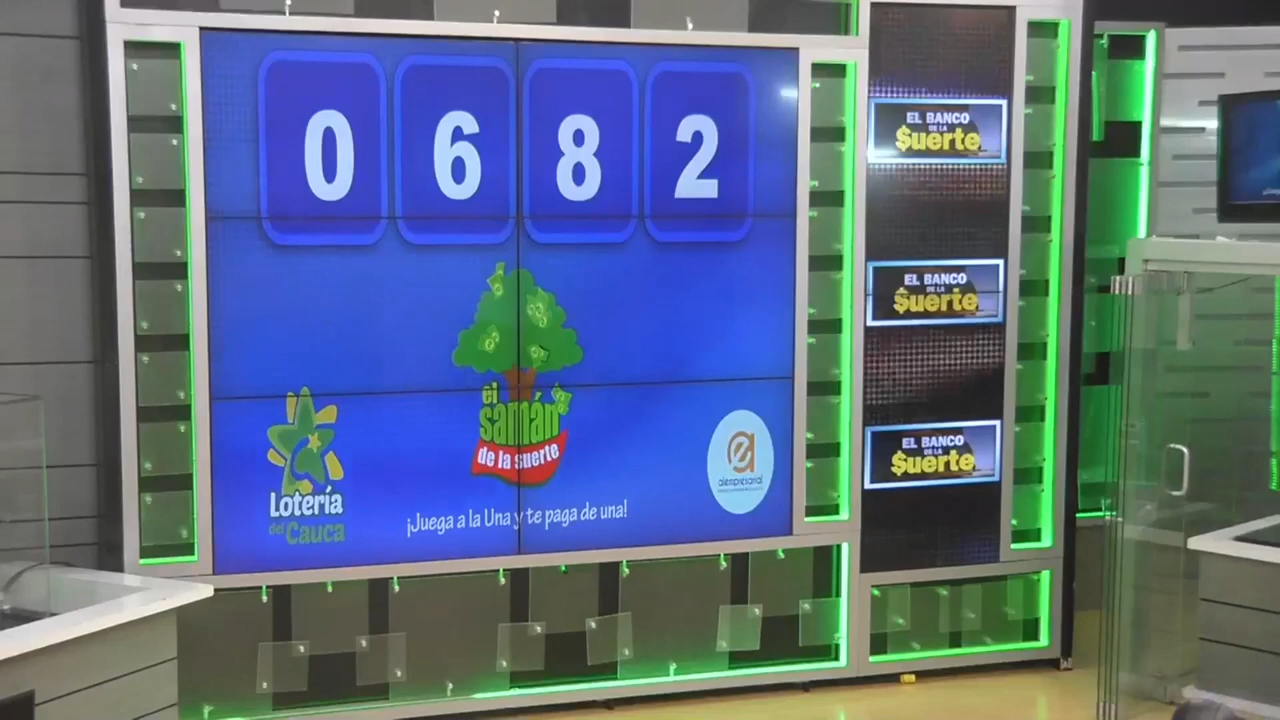 0 6 8 2
el
samán
de la suerte
Lotería
del Cauca
¡Juega a la Una y te paga de una!
ea
alempresarial
EL BANCO
DE LA
$uerte
EL BANCO
DE LA
$uerte
EL BANCO
DE LA
$uerte